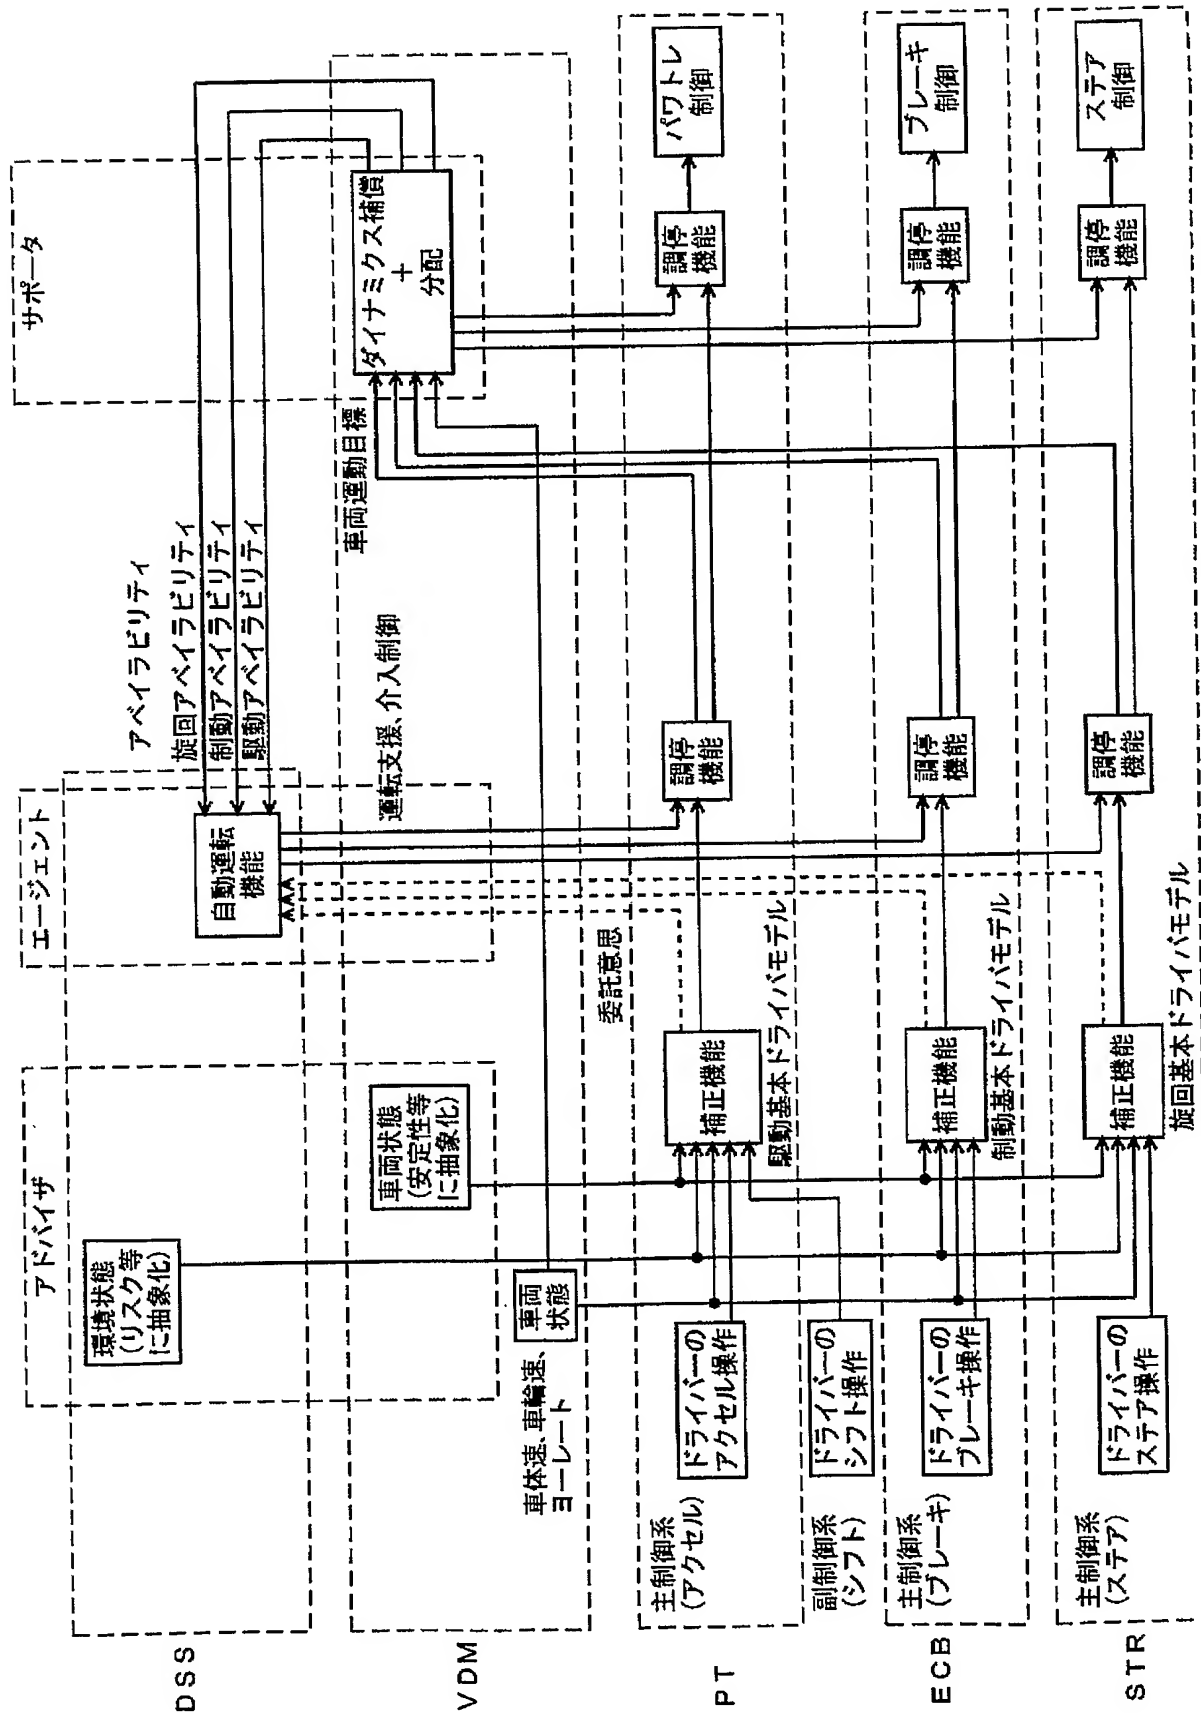 サポータ
エージェント
アドバイザ
DSS
環境状態
(リスク等
に抽象化)
自動運転
機能
アベイラビリティ
旋回アベイラビリティ
制動アベイラビリティ
駆動アベイラビリティ
VDM
車体速、車輪速、
ヨーレート
車両
状態
車両状態
(安定性等
に抽象化)
運転支援、介入制御
車両運動目標
ダイナミクス補償
+
分配
委託意思
PT
主制御系
(アクセル)
ドライバーの
アクセル操作
補正機能
駆動基本ドライバモデル
調停
機能
調停
機能
パワトレ
制御
副制御系
(シフト)
ドライバーの
シフト操作
ECB
主制御系
(ブレーキ)
ドライバーの
ブレーキ操作
補正機能
制動基本ドライバモデル
調停
機能
調停
機能
ブレーキ
制御
STR
主制御系
(ステア)
ドライバーの
ステア操作
補正機能
旋回基本ドライバモデル
調停
機能
調停
機能
ステア
制御